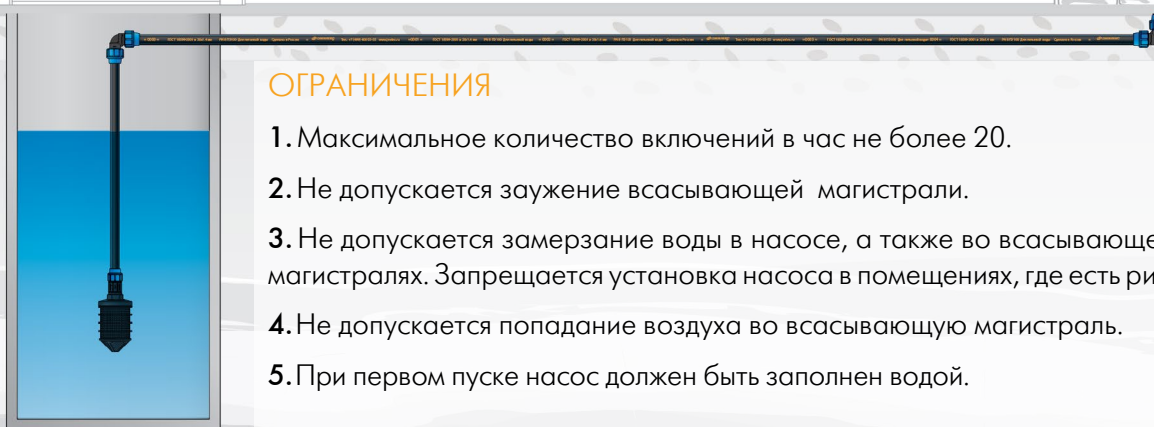 ОГРАНИЧЕНИЯ
1. Максимальное количество включений в час не более 20.
2. Не допускается заужение всасывающей магистрали.
3. Не допускается замерзание воды в насосе, а также во всасывающе
магистралях. Запрещается установка насоса в помещениях, где есть ри
4. Не допускается попадание воздуха во всасывающую магистраль.
5. При первом пуске насос должен быть заполнен водой.